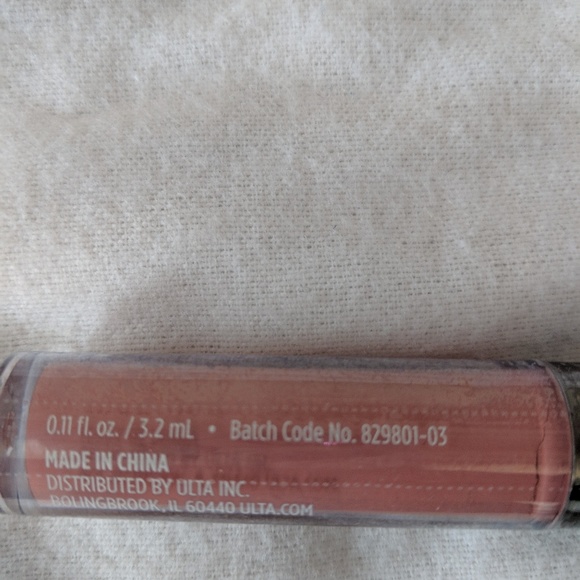 0.11 fl. oz. / 3.2 mL • Batch Code No. 829801-03
MADE IN CHINA
DISTRIBUTED BY ULTA INC.
BOLINGBROOK, IL 60440 ULTA.COM